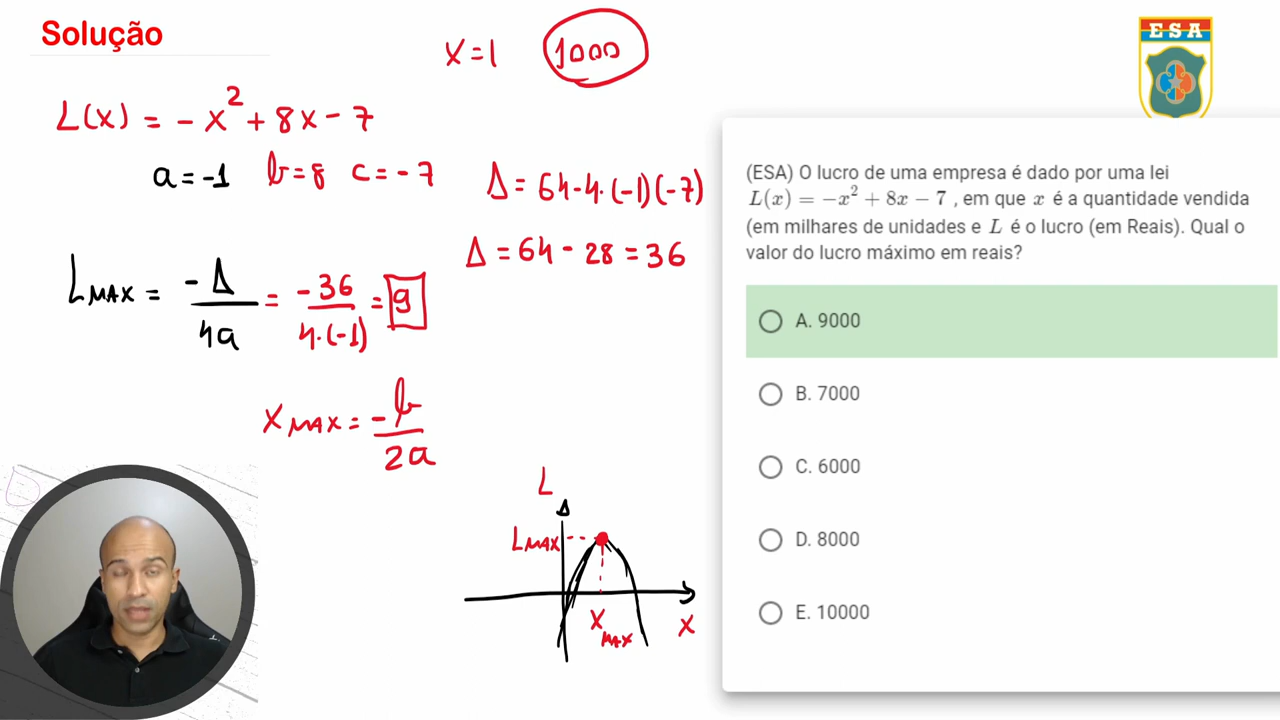 Solução
x=1 1000
ESA
L(x) = -x² + 8x - 7
a=-1 b=8 c=-7
Δ = 64-4·(-1)(-7)
Δ = 64 - 28 = 36
LMAX = -Δ/4a = -36/4·(-1) = 9
XMAX = -b/2a
L
LMAX
XMAX
X
(ESA) O lucro de uma empresa é dado por uma lei
L(x) = −x² + 8x − 7 , em que x é a quantidade vendida
(em milhares de unidades e L é o lucro (em Reais). Qual o
valor do lucro máximo em reais?
A. 9000
B. 7000
C. 6000
D. 8000
E. 10000